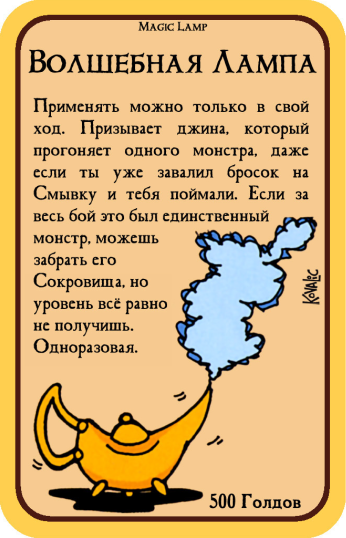 Magic Lamp
Волшебная Лампа
Применять можно только в свой
ход. Призывает джина, который
прогоняет одного монстра, даже
если ты уже завалил бросок на
Смывку и тебя поймали. Если за
весь бой это был единственный
монстр, можешь
забрать его
Сокровища, но
уровень всё равно
не получишь.
Одноразовая.
Kovalic
500 Голдов